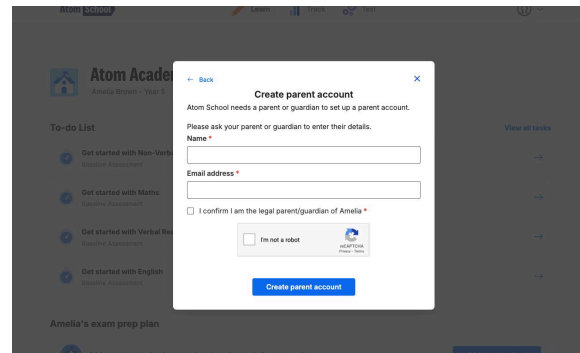 Atom School
Learn
Track
Test
Atom Acade
Amelia Brown - Year 5
To-do List
View all tasks
Get started with Non-Verb
Baseline Assessment
Get started with Maths
Baseline Assessment
Get started with Verbal Rea
Baseline Assessment
Get started with English
Baseline Assessment
Amelia's exam prep plan
← Back
Create parent account
Atom School needs a parent or guardian to set up a parent account.
Please ask your parent or guardian to enter their details.
Name *
Email address *
I confirm I am the legal parent/guardian of Amelia *
I'm not a robot
reCAPTCHA
Privacy - Terms
Create parent account